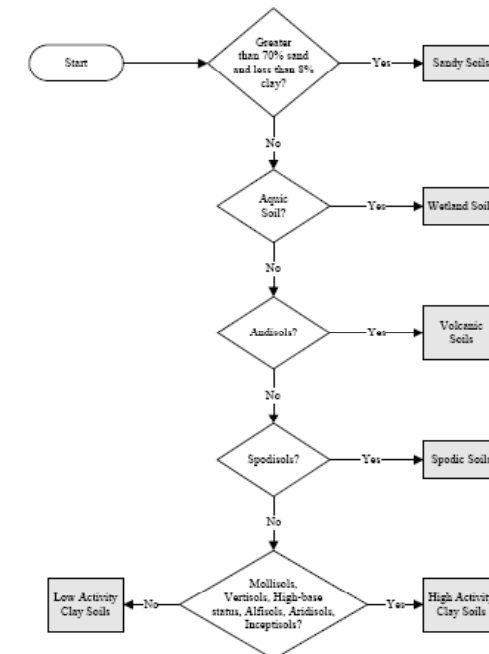 Greater
than 70% sand
and less than 8%
clay?
Start
Yes
Sandy Soils
No
Aquic
Soil?
Yes
Wetland Soil
No
Andisols?
Yes
Volcanic
Soils
No
Spodisols?
Yes
Spodic Soils
No
Mollisols,
Vertisols, High-base
status, Alfisols, Aridisols,
Inceptisols?
No
Low Activity
Clay Soils
Yes
High Activity
Clay Soils